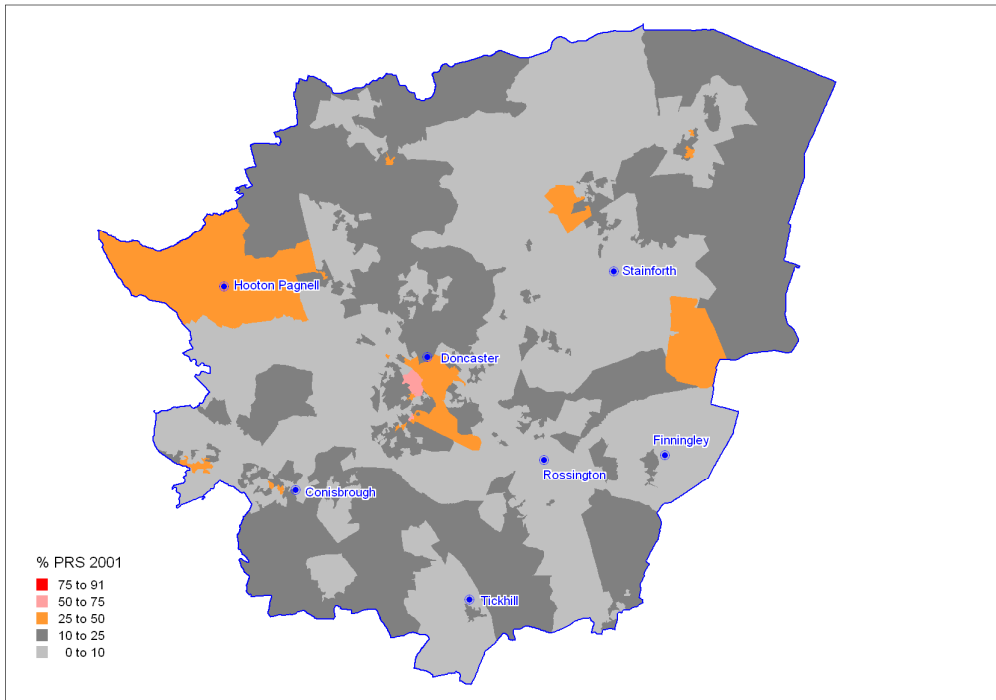 Hooton Pagnell
Stainforth
Doncaster
Finningley
Rossington
Conisbrough
Tickhill
% PRS 2001
75 to 91
50 to 75
25 to 50
10 to 25
0 to 10